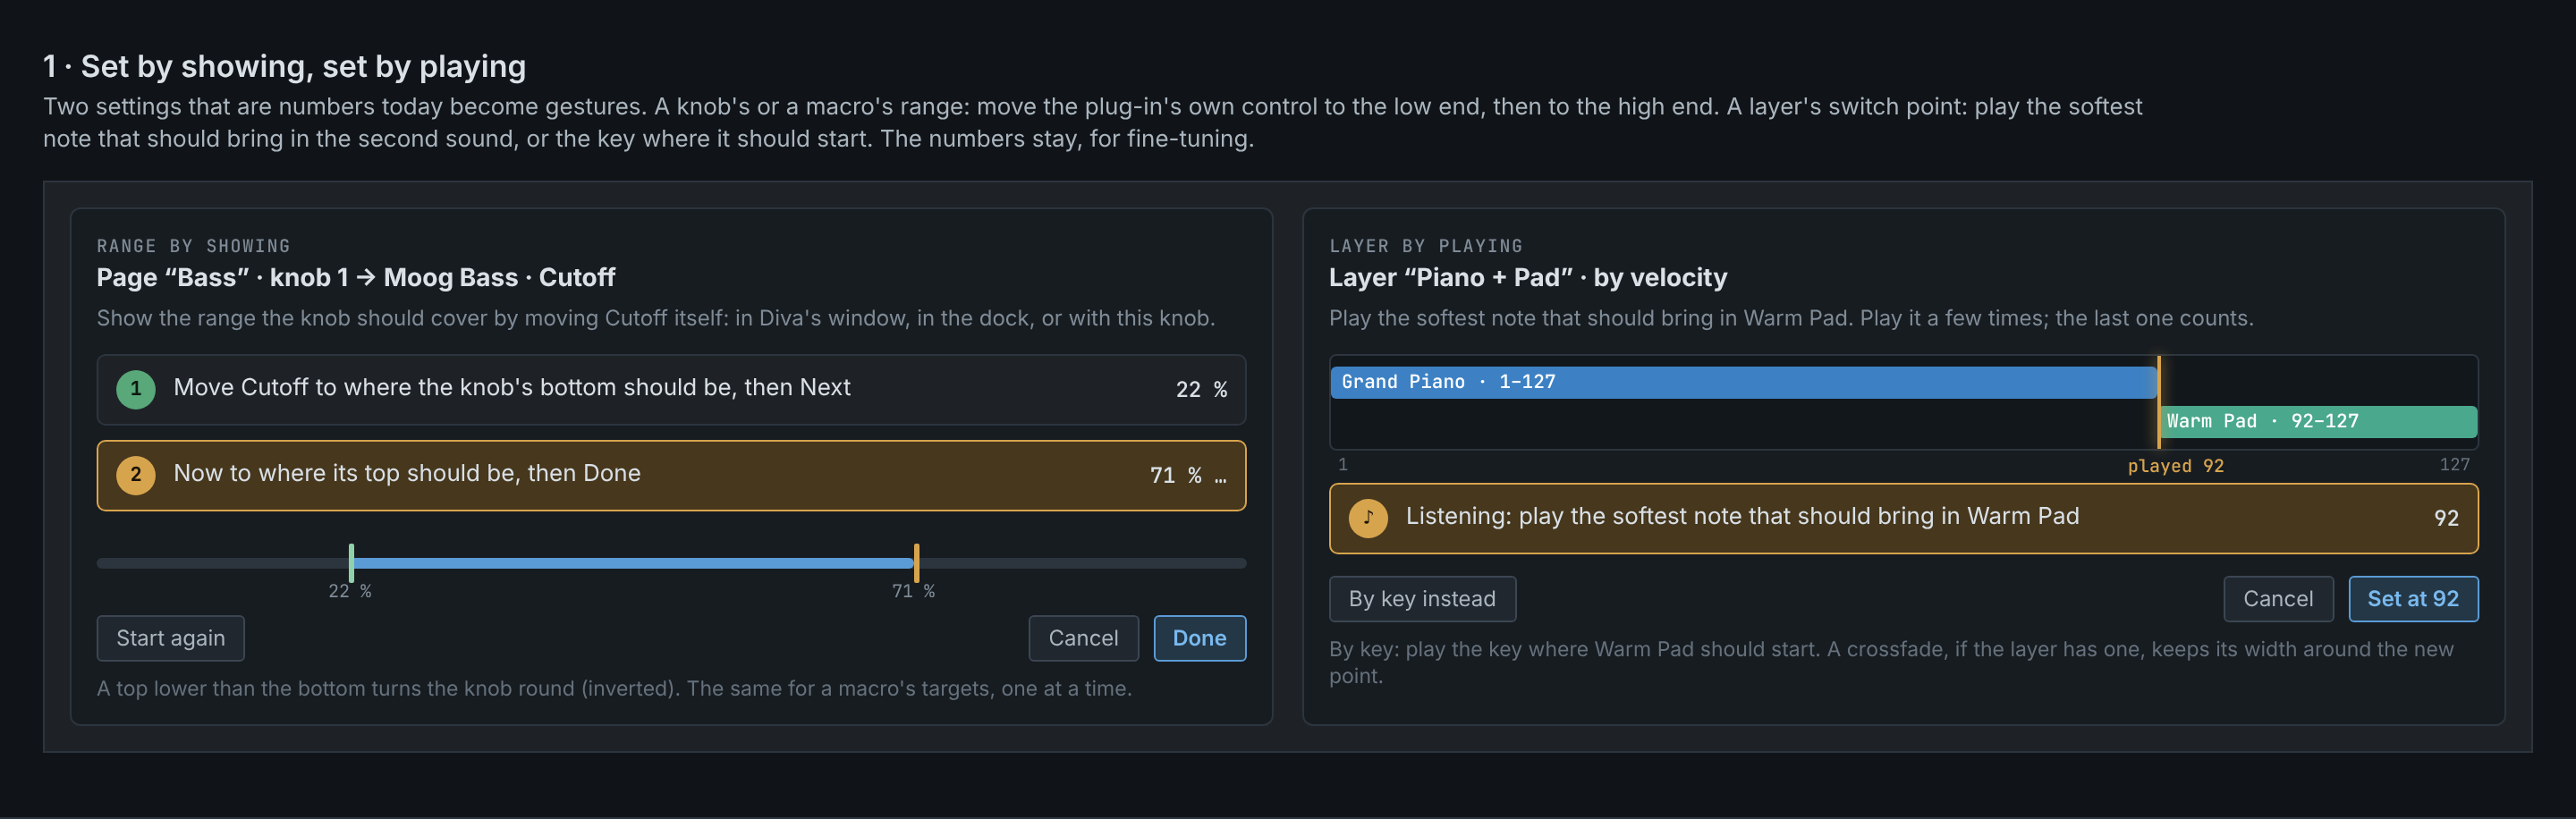 1 · Set by showing, set by playing
Two settings that are numbers today become gestures. A knob's or a macro's range: move the plug-in's own control to the low end, then to the high end. A layer's switch point: play the softest
note that should bring in the second sound, or the key where it should start. The numbers stay, for fine-tuning.
RANGE BY SHOWING
Page “Bass” · knob 1 → Moog Bass · Cutoff
Show the range the knob should cover by moving Cutoff itself: in Diva's window, in the dock, or with this knob.
1 Move Cutoff to where the knob's bottom should be, then Next 22 %
2 Now to where its top should be, then Done 71 % …
22 % 71 %
Start again Cancel Done
A top lower than the bottom turns the knob round (inverted). The same for a macro's targets, one at a time.
LAYER BY PLAYING
Layer “Piano + Pad” · by velocity
Play the softest note that should bring in Warm Pad. Play it a few times; the last one counts.
Grand Piano · 1–127
Warm Pad · 92–127
1 played 92 127
♪ Listening: play the softest note that should bring in Warm Pad 92
By key instead Cancel Set at 92
By key: play the key where Warm Pad should start. A crossfade, if the layer has one, keeps its width around the new
point.